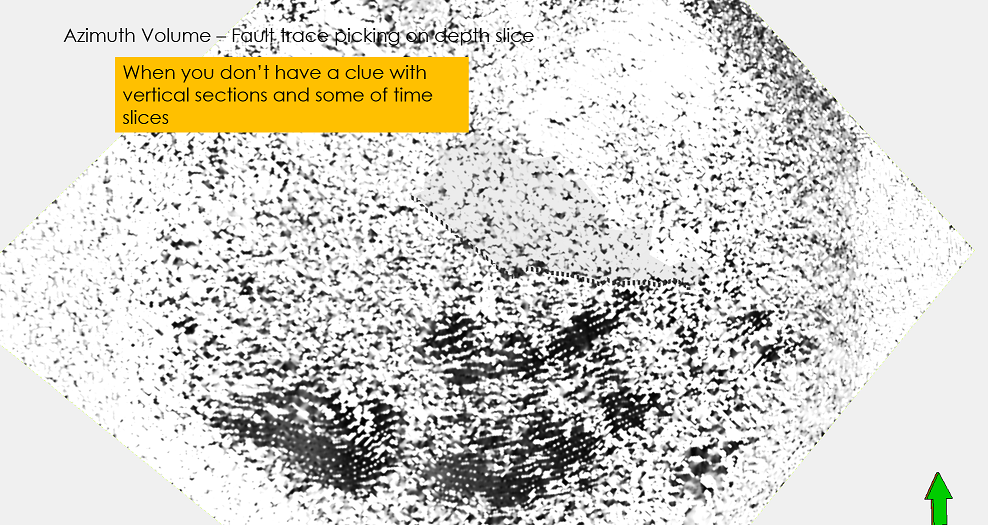 Azimuth Volume – Fault trace picking on depth slice
When you don't have a clue with
vertical sections and some of time
slices